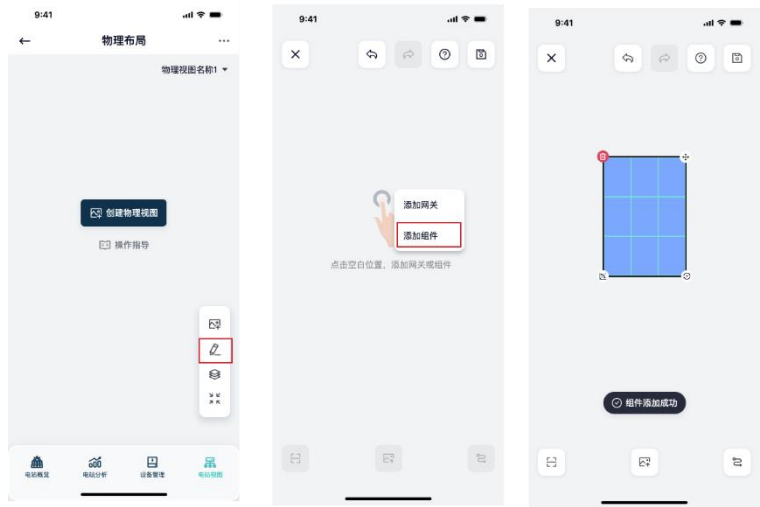 9:41
物理布局
物理视图名称1
创建物理视图
操作指导
电站概览
电站分析
设备管理
电站视图
9:41
添加网关
添加组件
点击空白位置，添加网关或组件
9:41
组件添加成功